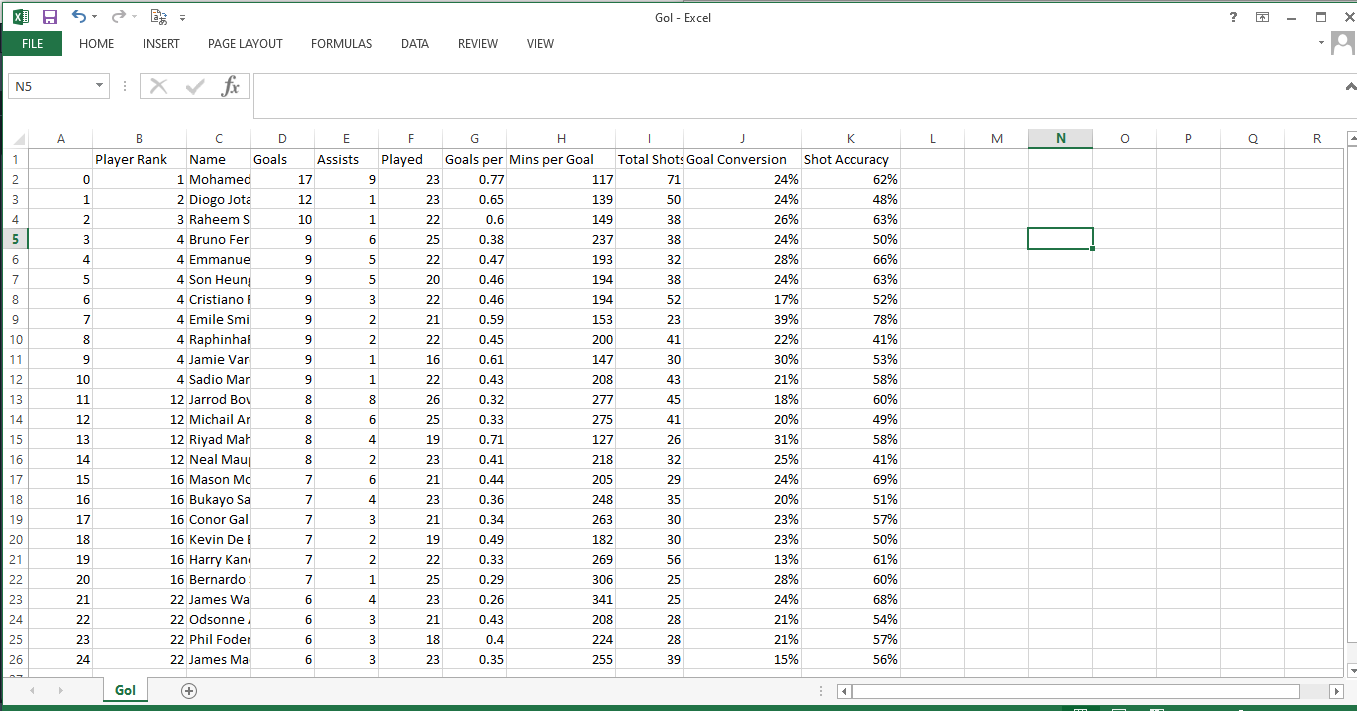 Gol - Excel
?
FILE HOME INSERT PAGE LAYOUT FORMULAS DATA REVIEW VIEW
N5 fx
A B C D E F G H I J K L M N O P Q R
1 Player Rank Name Goals Assists Played Goals per Mins per Goal Total Shots Goal Conversion Shot Accuracy
2 0 1 Mohamed 17 9 23 0.77 117 71 24% 62%
3 1 2 Diogo Jota 12 1 23 0.65 139 50 24% 48%
4 2 3 Raheem S 10 1 22 0.6 149 38 26% 63%
5 3 4 Bruno Fer 9 6 25 0.38 237 38 24% 50%
6 4 4 Emmanue 9 5 22 0.47 193 32 28% 66%
7 5 4 Son Heung 9 5 20 0.46 194 38 24% 63%
8 6 4 Cristiano 9 3 22 0.46 194 52 17% 52%
9 7 4 Emile Smi 9 2 21 0.59 153 23 39% 78%
10 8 4 Raphinha 9 2 22 0.45 200 41 22% 41%
11 9 4 Jamie Var 9 1 16 0.61 147 30 30% 53%
12 10 4 Sadio Man 9 1 22 0.43 208 43 21% 58%
13 11 12 Jarrod Bow 8 8 26 0.32 277 45 18% 60%
14 12 12 Michail An 8 6 25 0.33 275 41 20% 49%
15 13 12 Riyad Mah 8 4 19 0.71 127 26 31% 58%
16 14 12 Neal Maup 8 2 23 0.41 218 32 25% 41%
17 15 16 Mason Mo 7 6 21 0.44 205 29 24% 69%
18 16 16 Bukayo Sa 7 4 23 0.36 248 35 20% 51%
19 17 16 Conor Gal 7 3 21 0.34 263 30 23% 57%
20 18 16 Kevin De B 7 2 19 0.49 182 30 23% 50%
21 19 16 Harry Kane 7 2 22 0.33 269 56 13% 61%
22 20 16 Bernardo 7 1 25 0.29 306 25 28% 60%
23 21 22 James Wa 6 4 23 0.26 341 25 24% 68%
24 22 22 Odsonne 6 3 21 0.43 208 28 21% 54%
25 23 22 Phil Foden 6 3 18 0.4 224 28 21% 57%
26 24 22 James Ma 6 3 23 0.35 255 39 15% 56%
Gol